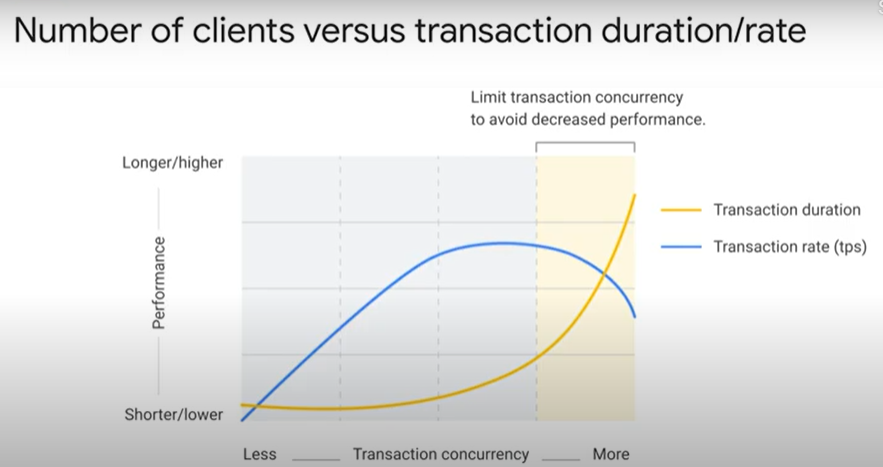 Number of clients versus transaction duration/rate
Limit transaction concurrency
to avoid decreased performance.
Longer/higher
Transaction duration
Transaction rate (tps)
Performance
Shorter/lower
Less
Transaction concurrency
More